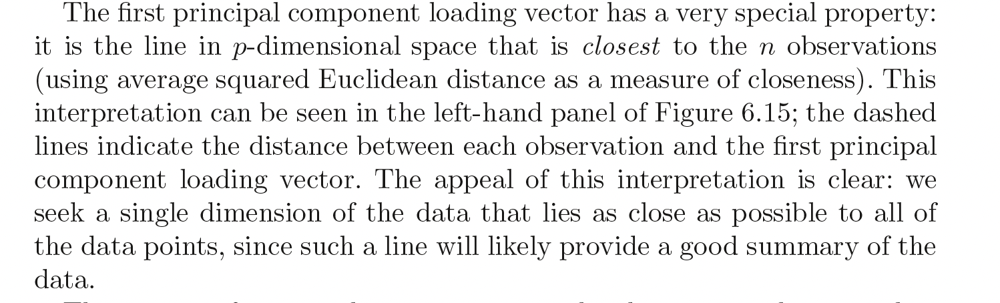 The first principal component loading vector has a very special property:
it is the line in p-dimensional space that is closest to the n observations
(using average squared Euclidean distance as a measure of closeness). This
interpretation can be seen in the left-hand panel of Figure 6.15; the dashed
lines indicate the distance between each observation and the first principal
component loading vector. The appeal of this interpretation is clear: we
seek a single dimension of the data that lies as close as possible to all of
the data points, since such a line will likely provide a good summary of the
data.